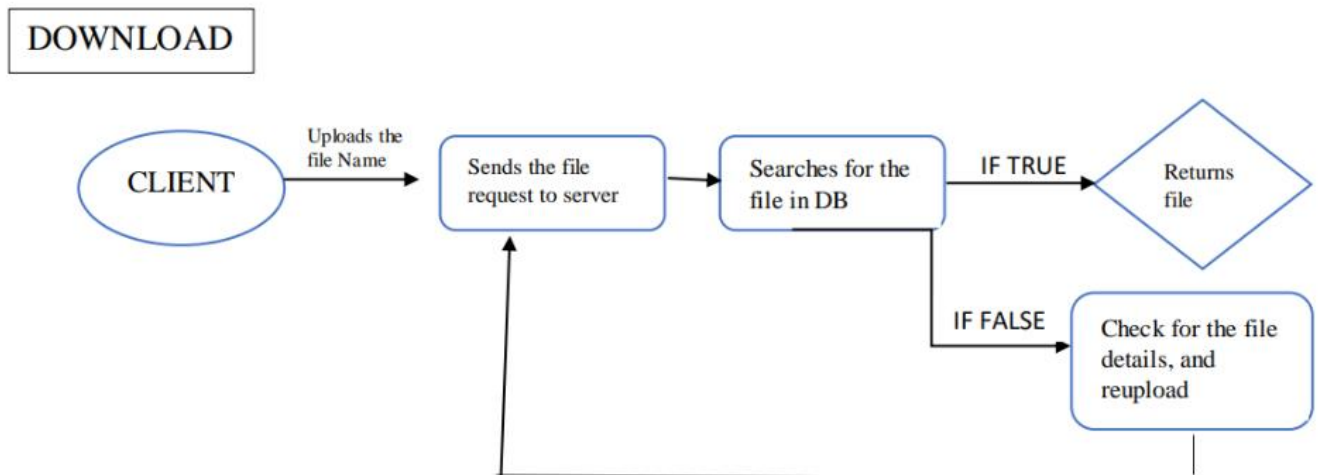 DOWNLOAD
CLIENT
Uploads the
file Name
Sends the file
request to server
Searches for the
file in DB
IF TRUE
Returns
file
IF FALSE
Check for the file
details, and
reupload